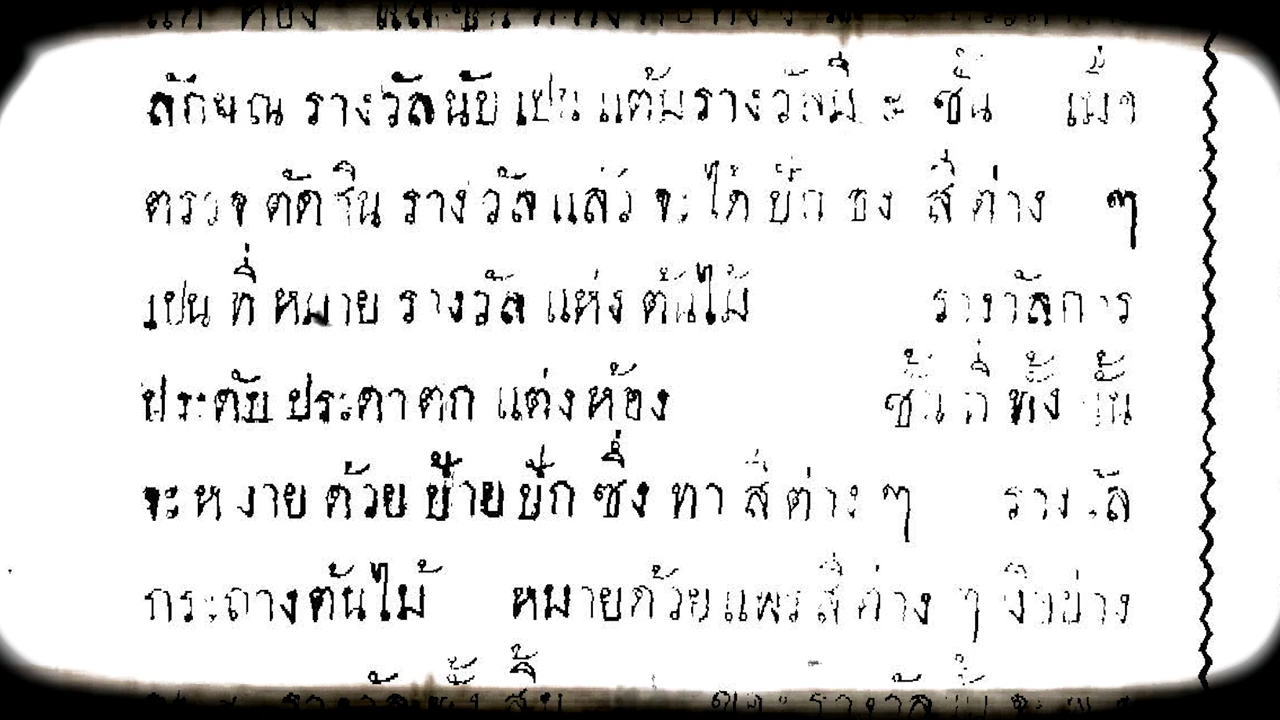 ลักษณ รางวัลนับ เปน แต้มรางวัลมี ๕ ชั้น เมื่อ
ตรวจ ตัดสิน รางวัล แล้ว จะ ได้ ปัก ธง สี ต่าง ๆ
เปน ที่ หมาย รางวัล แห่ง ต้นไม้ รางวัลการ
ประดับ ประดา ตก แต่ง ห้อง ชั้น ที่ ทั้ง นั้น
จะ หมาย ด้วย ป้าย ปัก ซึ่ง ทา สี ต่าง ๆ รางวัล
กระถางต้นไม้ หมายด้วย แพร สี ต่าง ๆ